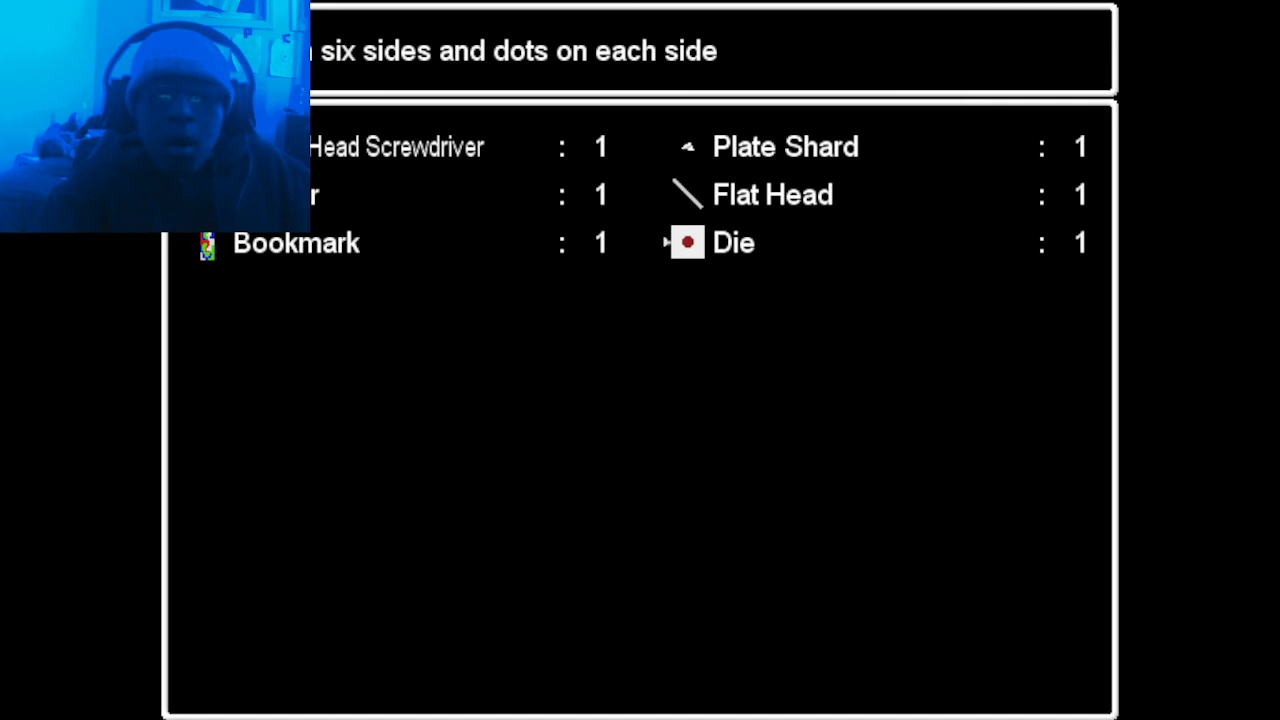 six sides and dots on each side
Head Screwdriver : 1 Plate Shard : 1
: 1 Flat Head : 1
Bookmark : 1 Die : 1